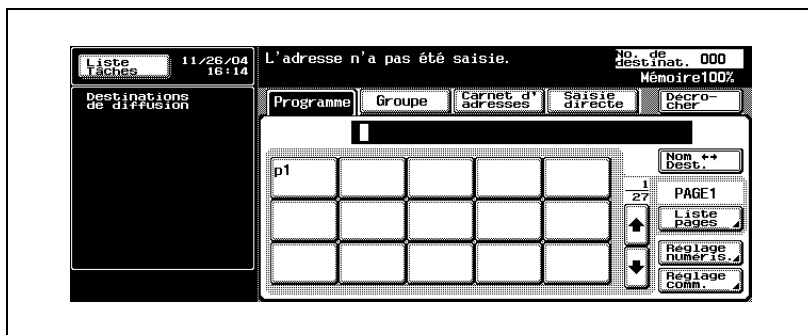 Liste
Tâches
11/26/04
16:14
L'adresse n'a pas été saisie.
No. de
destinat. 000
Mémoire100%
Destinations
de diffusion
Programme
Groupe
Carnet d'
adresses
Saisie
directe
Décro-
cher
Nom ↔
Dest.
p1
1
27
PAGE1
Liste
pages
Réglage
numéris.
Réglage
comm.